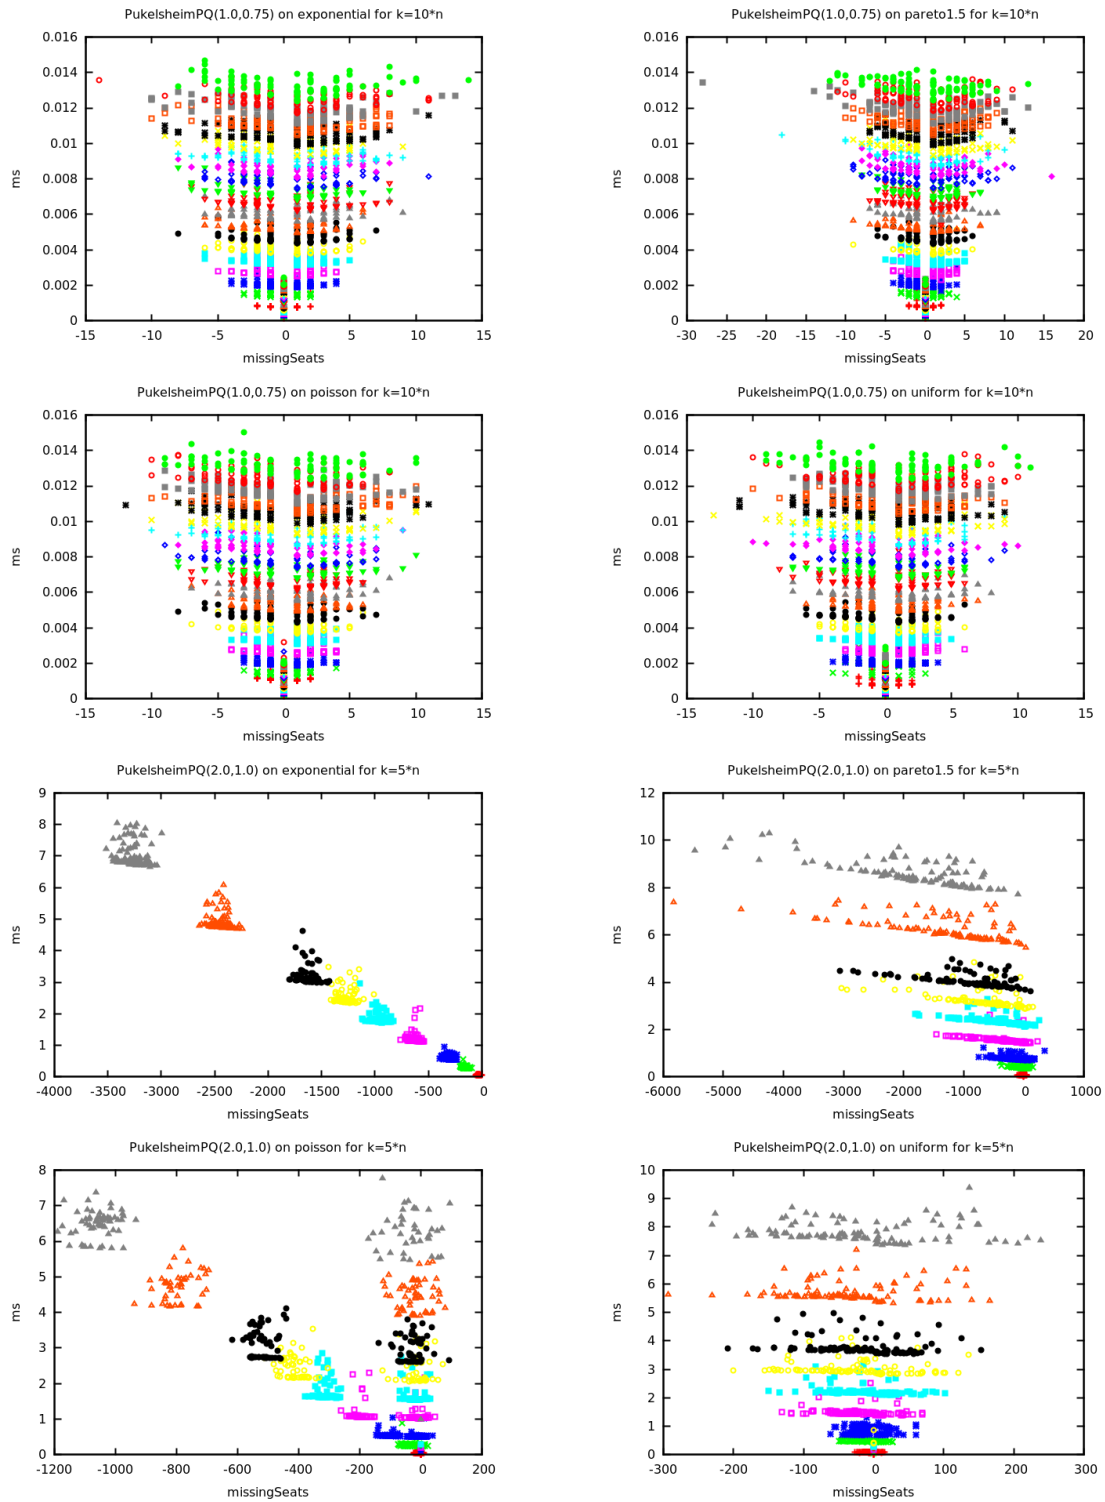 PukelsheimPQ(1.0,0.75) on exponential for k=10*n
0.016
0.014
0.012
0.01
0.008
0.006
0.004
0.002
0
ms
-15 -10 -5 0 5 10 15
missingSeats
PukelsheimPQ(1.0,0.75) on pareto1.5 for k=10*n
0.016
0.014
0.012
0.01
0.008
0.006
0.004
0.002
0
ms
-30 -25 -20 -15 -10 -5 0 5 10 15 20
missingSeats
PukelsheimPQ(1.0,0.75) on poisson for k=10*n
0.016
0.014
0.012
0.01
0.008
0.006
0.004
0.002
0
ms
-15 -10 -5 0 5 10 15
missingSeats
PukelsheimPQ(1.0,0.75) on uniform for k=10*n
0.016
0.014
0.012
0.01
0.008
0.006
0.004
0.002
0
ms
-15 -10 -5 0 5 10 15
missingSeats
PukelsheimPQ(2.0,1.0) on exponential for k=5*n
9
8
7
6
5
4
3
2
1
0
ms
-4000 -3500 -3000 -2500 -2000 -1500 -1000 -500 0
missingSeats
PukelsheimPQ(2.0,1.0) on pareto1.5 for k=5*n
12
10
8
6
4
2
0
ms
-6000 -5000 -4000 -3000 -2000 -1000 0 1000
missingSeats
PukelsheimPQ(2.0,1.0) on poisson for k=5*n
8
7
6
5
4
3
2
1
0
ms
-1200 -1000 -800 -600 -400 -200 0 200
missingSeats
PukelsheimPQ(2.0,1.0) on uniform for k=5*n
10
9
8
7
6
5
4
3
2
1
0
ms
-300 -200 -100 0 100 200 300
missingSeats